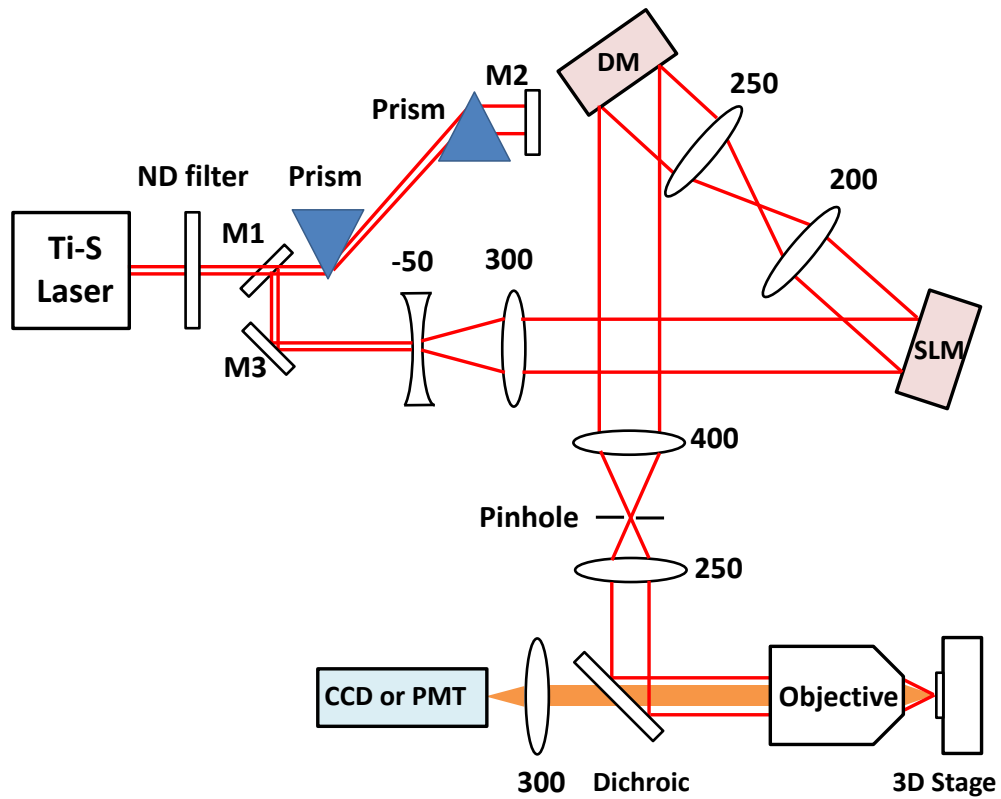 DM
M2
250
Prism
ND filter
Prism
200
M1
Ti-S
Laser
-50
300
SLM
M3
400
Pinhole
250
CCD or PMT
Objective
300
Dichroic
3D Stage